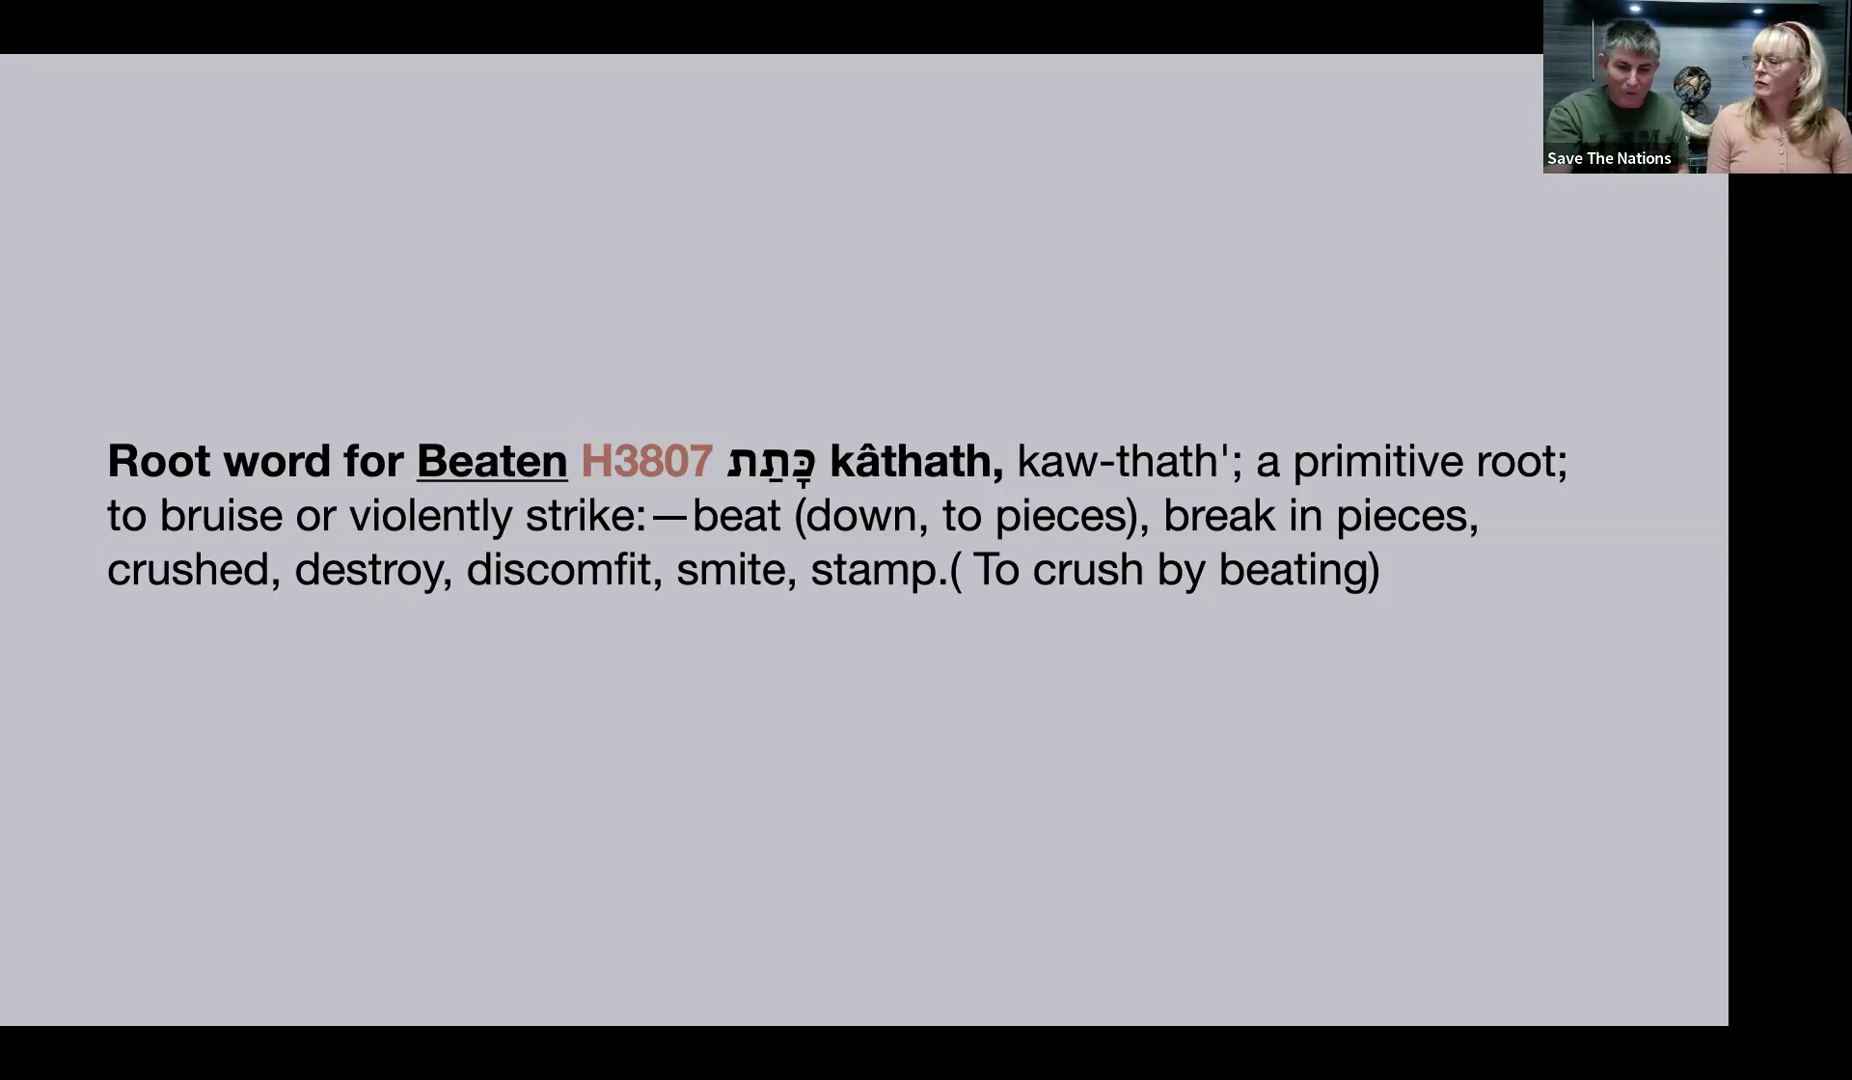 Save The Nations
Root word for Beaten H3807 כָּתַת kâthath, kaw-thath'; a primitive root;
to bruise or violently strike:—beat (down, to pieces), break in pieces,
crushed, destroy, discomfit, smite, stamp.( To crush by beating)